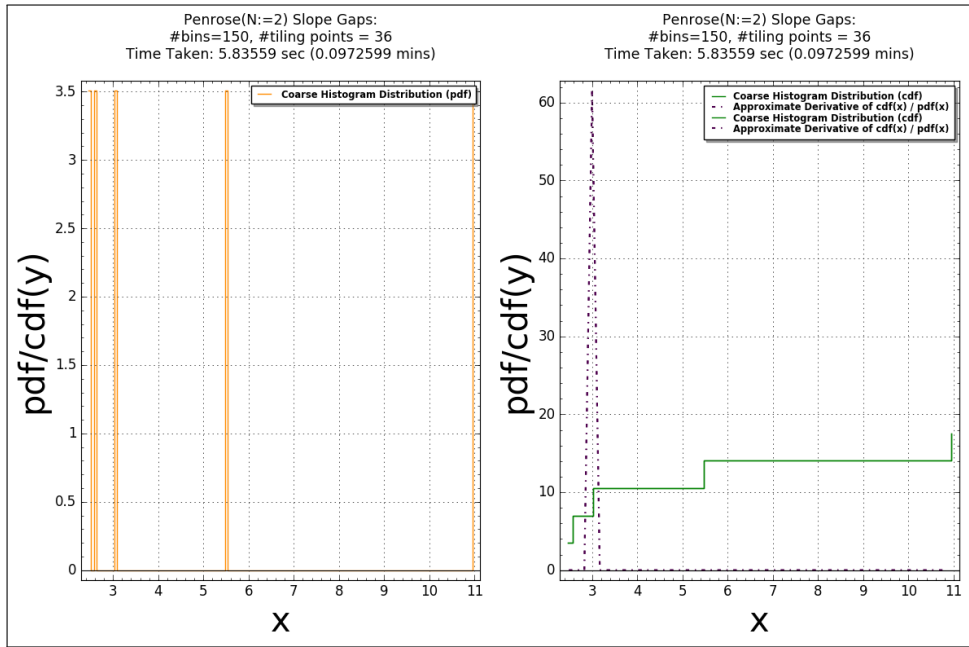 Penrose(N:=2) Slope Gaps:
#bins=150, #tiling points = 36
Time Taken: 5.83559 sec (0.0972599 mins)
Coarse Histogram Distribution (pdf)
3.5
3
2.5
2
1.5
1
0.5
0
pdf/cdf(y)
3 4 5 6 7 8 9 10 11
x
Penrose(N:=2) Slope Gaps:
#bins=150, #tiling points = 36
Time Taken: 5.83559 sec (0.0972599 mins)
Coarse Histogram Distribution (cdf)
Approximate Derivative of cdf(x) / pdf(x)
Coarse Histogram Distribution (cdf)
Approximate Derivative of cdf(x) / pdf(x)
60
50
40
30
20
10
0
pdf/cdf(y)
3 4 5 6 7 8 9 10 11
x